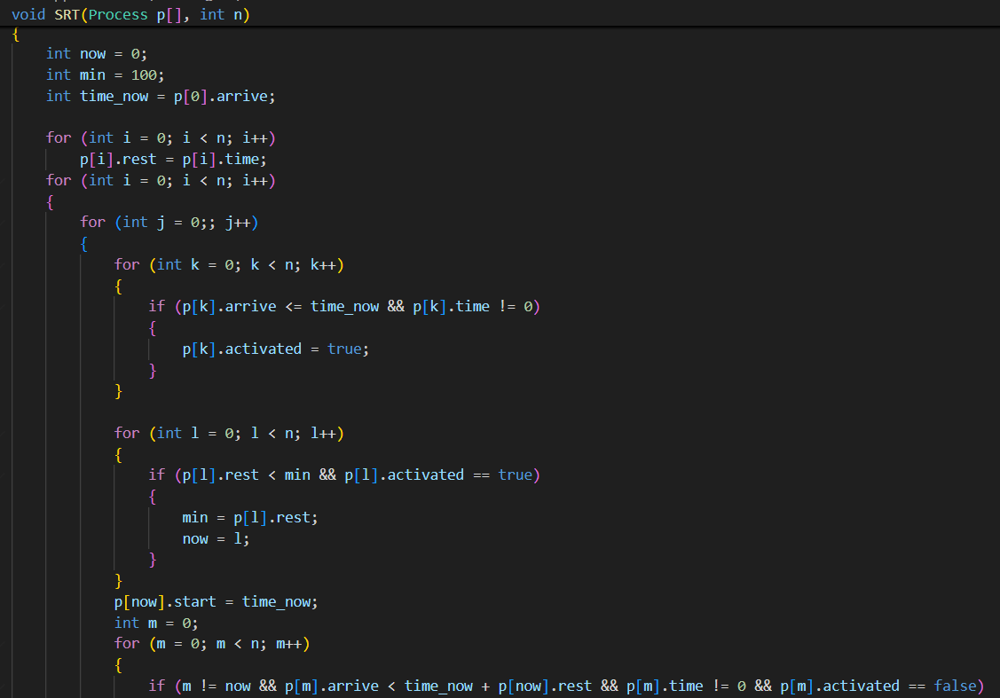 void SRT(Process p[], int n)
{
    int now = 0;
    int min = 100;
    int time_now = p[0].arrive;

    for (int i = 0; i < n; i++)
        p[i].rest = p[i].time;
    for (int i = 0; i < n; i++)
    {
        for (int j = 0;; j++)
        {
            for (int k = 0; k < n; k++)
            {
                if (p[k].arrive <= time_now && p[k].time != 0)
                {
                    p[k].activated = true;
                }
            }

            for (int l = 0; l < n; l++)
            {
                if (p[l].rest < min && p[l].activated == true)
                {
                    min = p[l].rest;
                    now = l;
                }
            }
            p[now].start = time_now;
            int m = 0;
            for (m = 0; m < n; m++)
            {
                if (m != now && p[m].arrive < time_now + p[now].rest && p[m].time != 0 && p[m].activated == false)